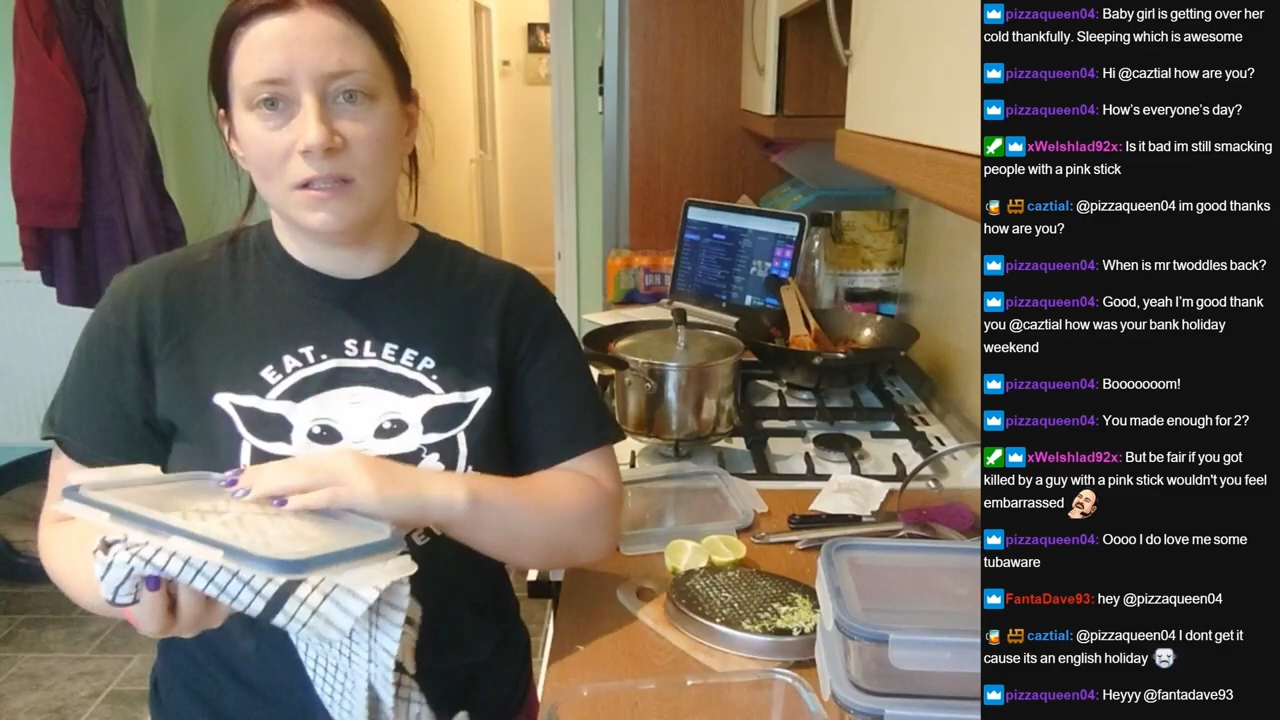 EAT. SLEEP.
pizzaqueen04: Baby girl is getting over her
cold thankfully. Sleeping which is awesome
pizzaqueen04: Hi @caztial how are you?
pizzaqueen04: How's everyone's day?
xWelshlad92x: Is it bad im still smacking
people with a pink stick
caztial: @pizzaqueen04 im good thanks
how are you?
pizzaqueen04: When is mr twoddles back?
pizzaqueen04: Good, yeah I'm good thank
you @caztial how was your bank holiday
weekend
pizzaqueen04: Booooooom!
pizzaqueen04: You made enough for 2?
xWelshlad92x: But be fair if you got
killed by a guy with a pink stick wouldn't you feel
embarrassed
pizzaqueen04: Oooo I do love me some
tubaware
FantaDave93: hey @pizzaqueen04
caztial: @pizzaqueen04 I dont get it
cause its an english holiday
pizzaqueen04: Heyyy @fantadave93